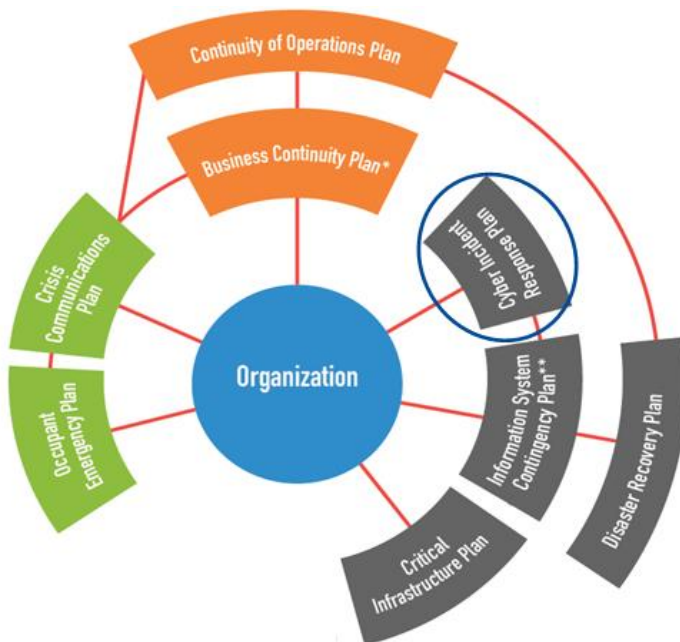 Continuity of Operations Plan
Business Continuity Plan*
Crisis
Communications
Plan
Occupant
Emergency Plan
Organization
Cyber Incident
Response Plan
Information System
Contingency Plan**
Disaster Recovery Plan
Critical
Infrastructure Plan